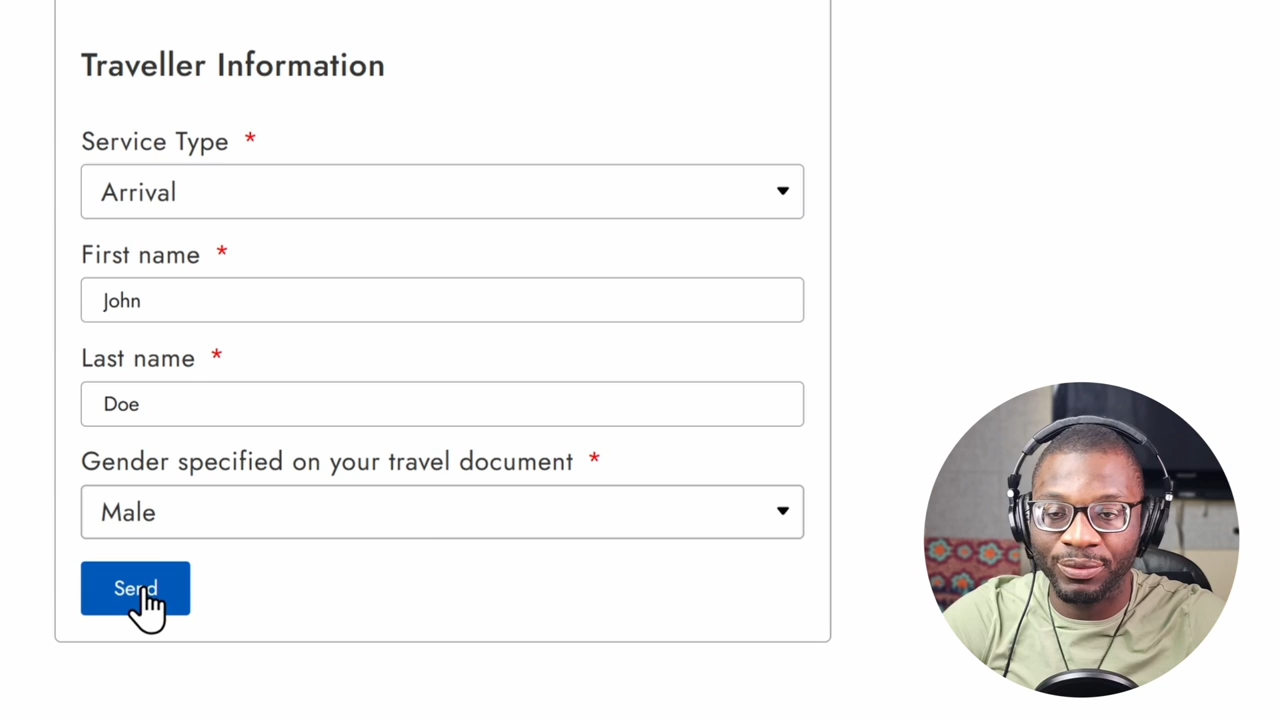 Traveller Information
Service Type *
Arrival
First name *
John
Last name *
Doe
Gender specified on your travel document *
Male
Send